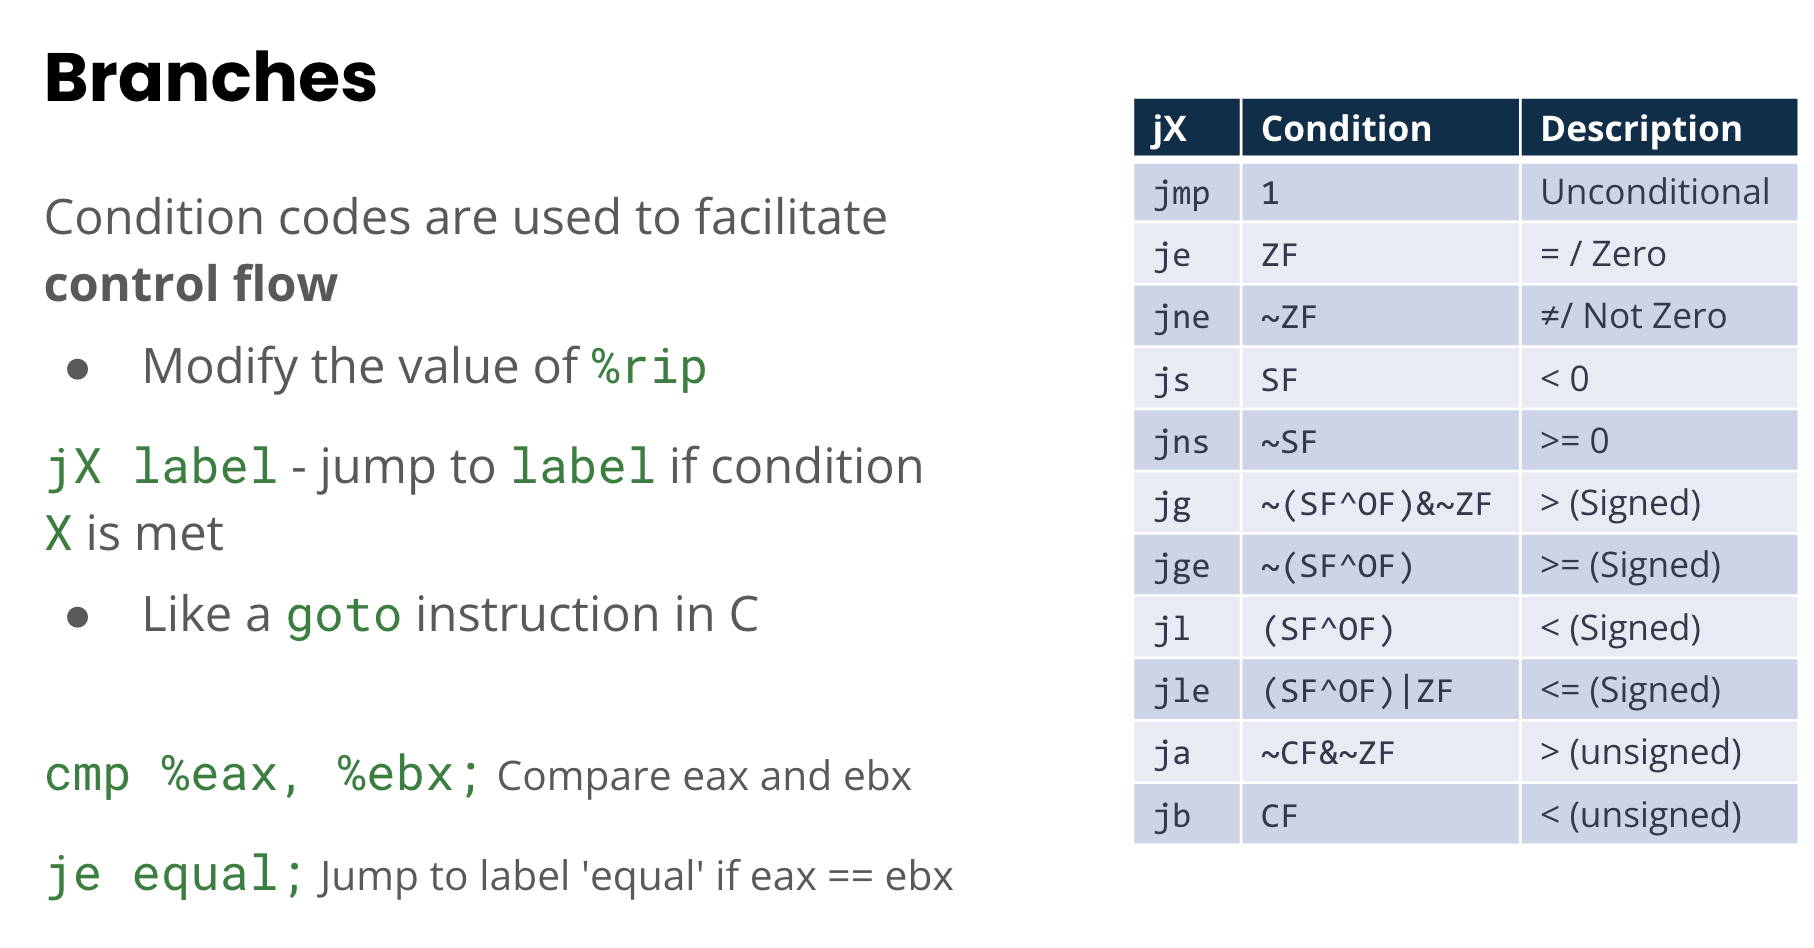 Branches
Condition codes are used to facilitate
control flow
● Modify the value of %rip
jX label - jump to label if condition
X is met
● Like a goto instruction in C
cmp %eax, %ebx; Compare eax and ebx
je equal; Jump to label 'equal' if eax == ebx
jX Condition Description
jmp 1 Unconditional
je ZF = / Zero
jne ~ZF ≠/ Not Zero
js SF < 0
jns ~SF >= 0
jg ~(SF^OF)&~ZF > (Signed)
jge ~(SF^OF) >= (Signed)
jl (SF^OF) < (Signed)
jle (SF^OF)|ZF <= (Signed)
ja ~CF&~ZF > (unsigned)
jb CF < (unsigned)